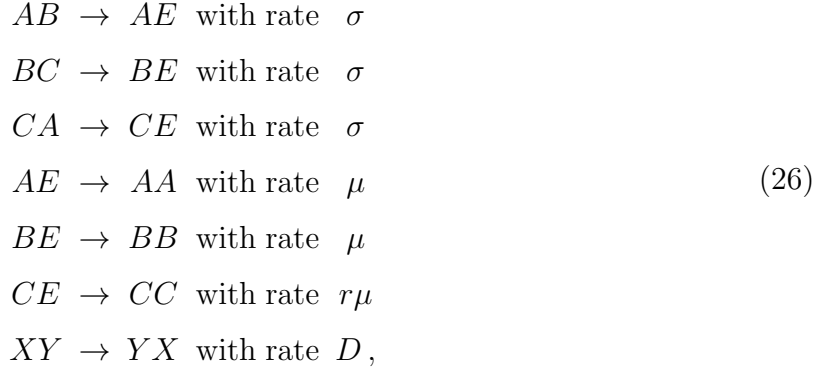 AB → AE with rate σ
BC → BE with rate σ
CA → CE with rate σ
AE → AA with rate μ (26)
BE → BB with rate μ
CE → CC with rate rμ
XY → YX with rate D ,